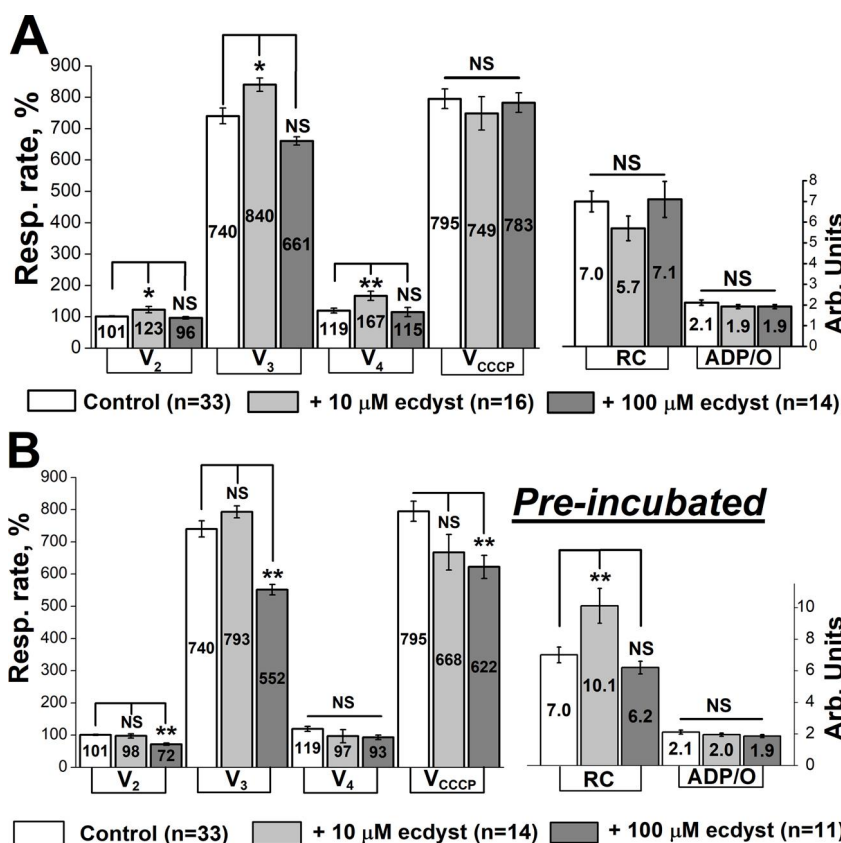 A
Resp. rate, %
900
800
700
600
500
400
300
200
100
0
* NS
101 123 96
V2
* NS
740 840 661
V3
** NS
119 167 115
V4
NS
795 749 783
VCCCP
NS
7.0 5.7 7.1
RC
NS
2.1 1.9 1.9
ADP/O
8
7
6
5
4
3
2
1
0
Arb. Units
Control (n=33) + 10 μM ecdyst (n=16) + 100 μM ecdyst (n=14)
B
Pre-incubated
Resp. rate, %
900
800
700
600
500
400
300
200
100
0
NS **
101 98 72
V2
NS **
740 793 552
V3
NS
119 97 93
V4
NS **
795 668 622
VCCCP
** NS
7.0 10.1 6.2
RC
NS
2.1 2.0 1.9
ADP/O
10
8
6
4
2
0
Arb. Units
Control (n=33) + 10 μM ecdyst (n=14) + 100 μM ecdyst (n=11)